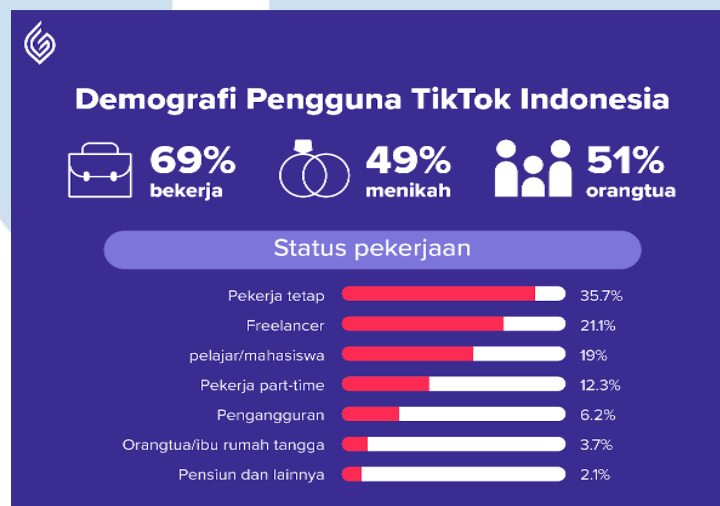 Demografi Pengguna TikTok Indonesia
69%
bekerja
49%
menikah
51%
orangtua
Status pekerjaan
Pekerja tetap 35.7%
Freelancer 21.1%
pelajar/mahasiswa 19%
Pekerja part-time 12.3%
Pengangguran 6.2%
Orangtua/ibu rumah tangga 3.7%
Pensiun dan lainnya 2.1%